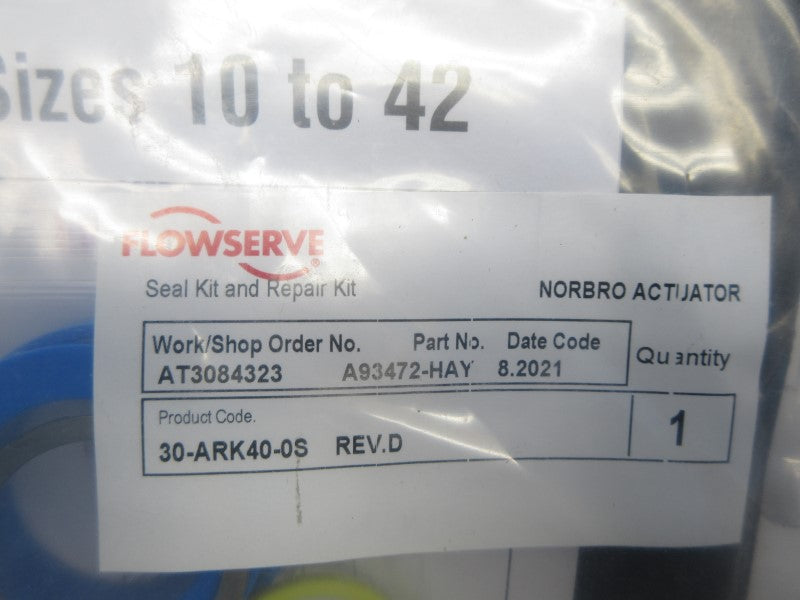 Sizes 10 to 42
FLOWSERVE
Seal Kit and Repair Kit NORBRO ACTUATOR
Work/Shop Order No. Part No. Date Code Quantity
AT3084323 A93472-HAY 8.2021
Product Code. 1
30-ARK40-0S REV.D